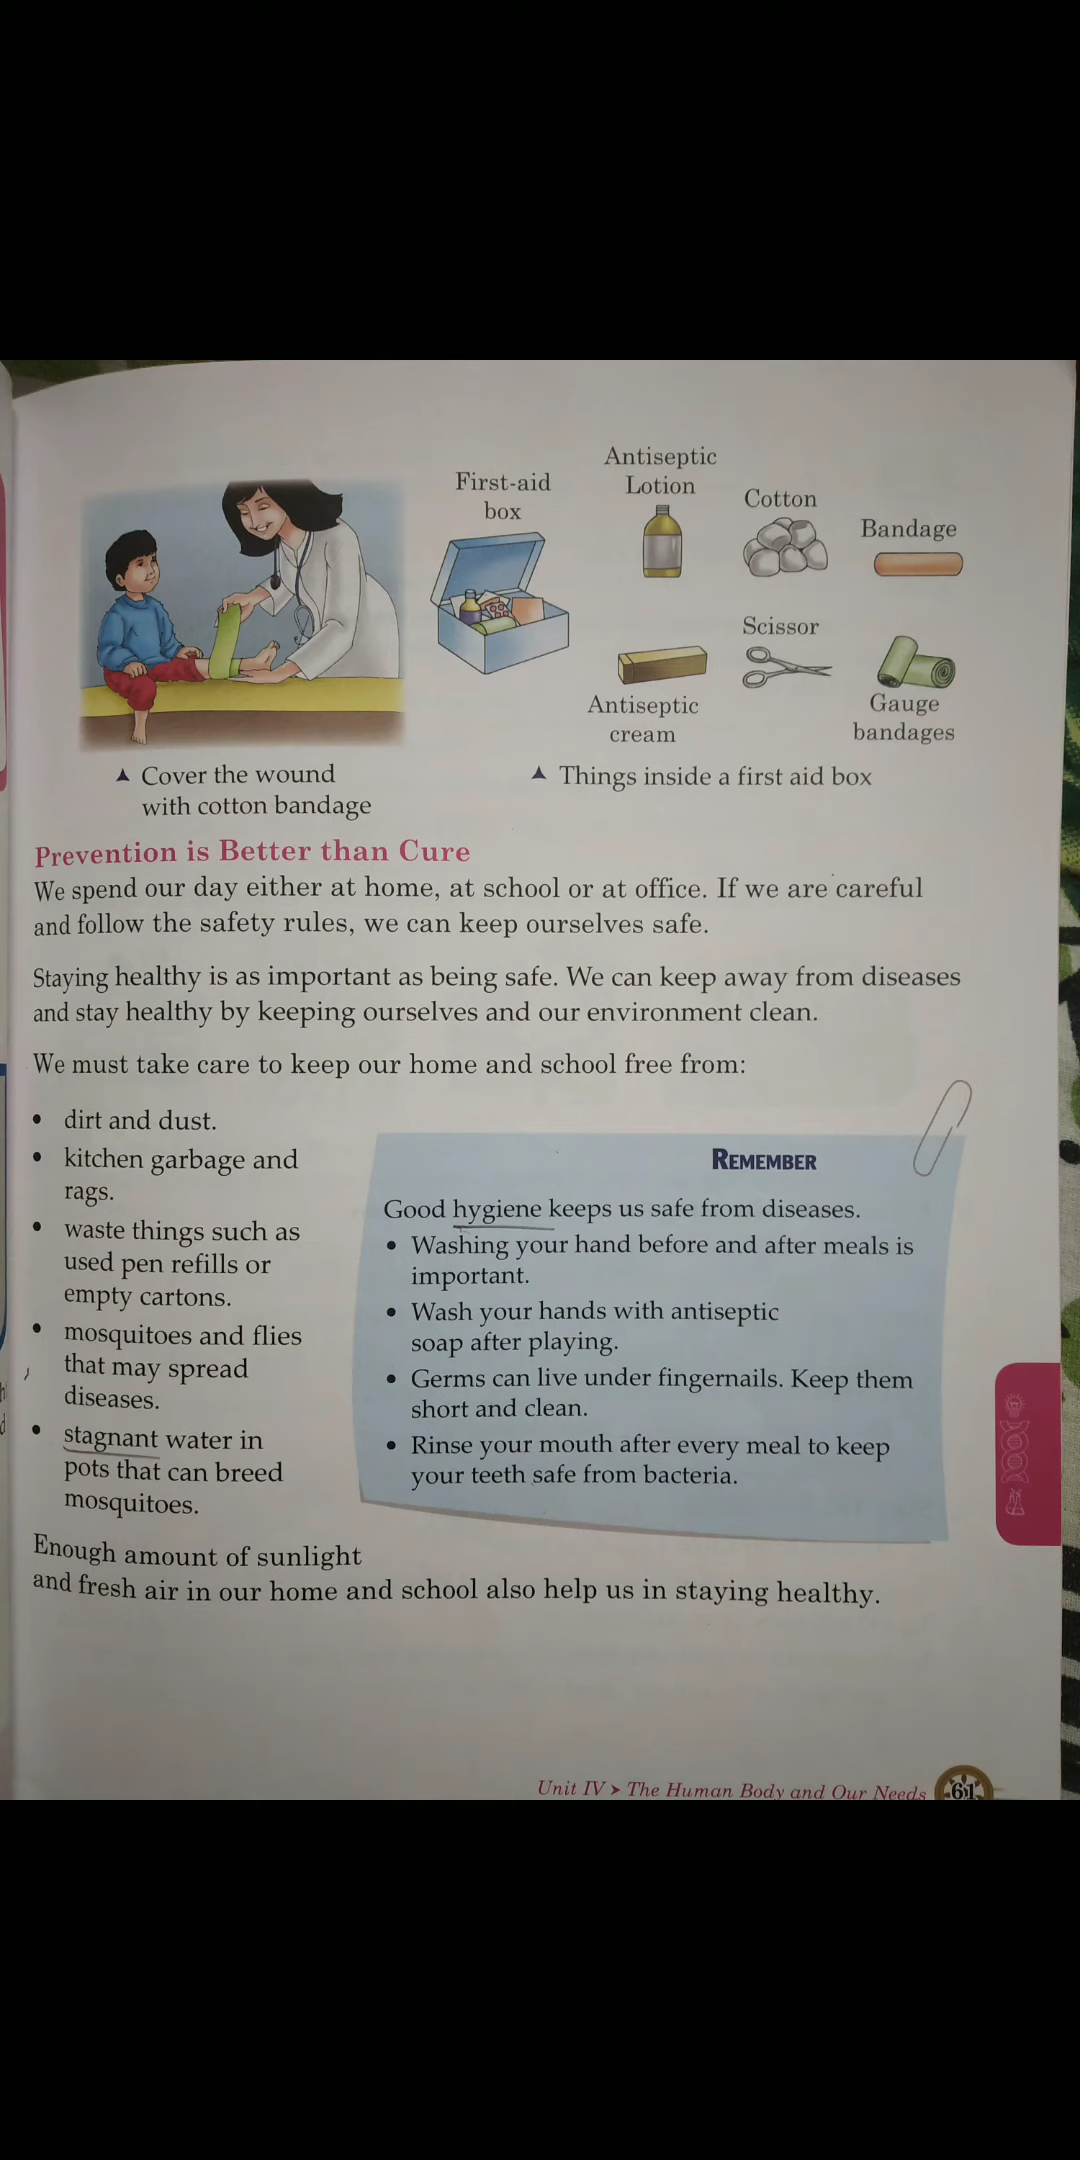 First-aid
box
Antiseptic
Lotion
Cotton
Bandage
Scissor
Antiseptic
cream
Gauge
bandages
Cover the wound
with cotton bandage
Things inside a first aid box
Prevention is Better than Cure
We spend our day either at home, at school or at office. If we are careful
and follow the safety rules, we can keep ourselves safe.
Staying healthy is as important as being safe. We can keep away from diseases
and stay healthy by keeping ourselves and our environment clean.
We must take care to keep our home and school free from:
• dirt and dust.
• kitchen garbage and
rags.
• waste things such as
used pen refills or
empty cartons.
• mosquitoes and flies
that may spread
diseases.
• stagnant water in
pots that can breed
mosquitoes.
REMEMBER
Good hygiene keeps us safe from diseases.
• Washing your hand before and after meals is
important.
• Wash your hands with antiseptic
soap after playing.
• Germs can live under fingernails. Keep them
short and clean.
• Rinse your mouth after every meal to keep
your teeth safe from bacteria.
Enough amount of sunlight
and fresh air in our home and school also help us in staying healthy.
Unit IV ➤ The Human Body and Our Needs
61